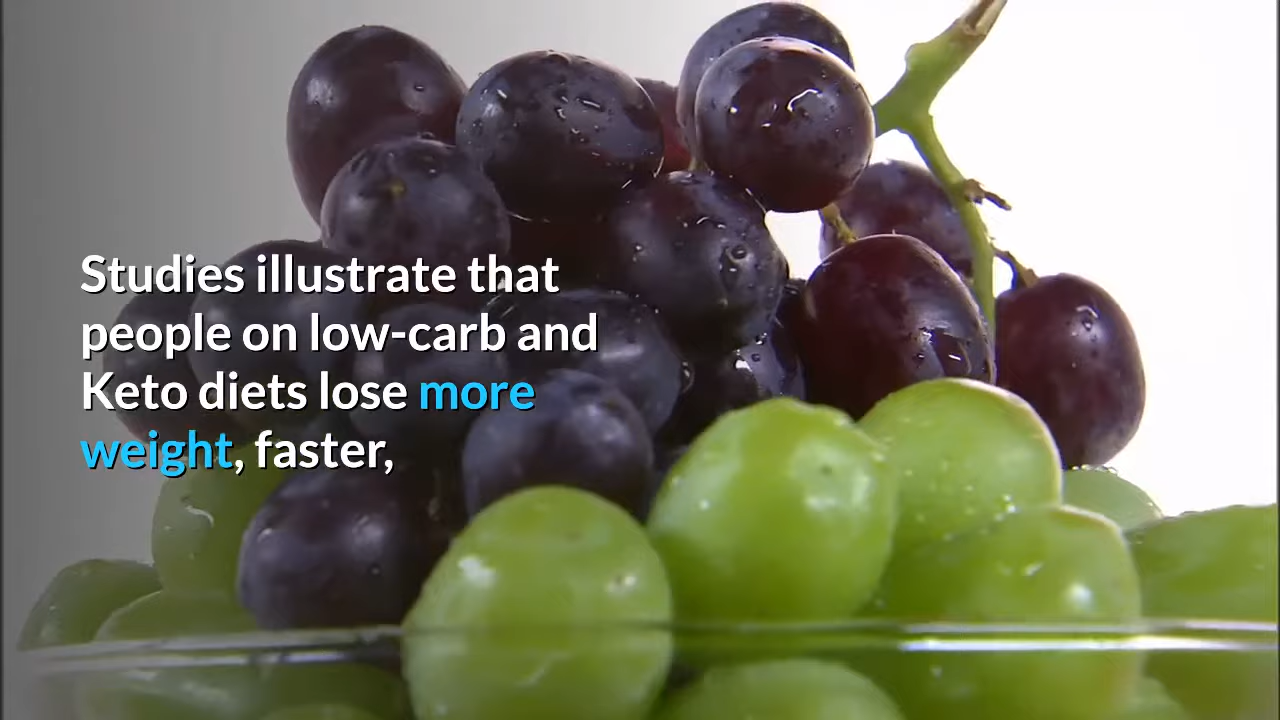 Studies illustrate that
people on low-carb and
Keto diets lose more
weight, faster,